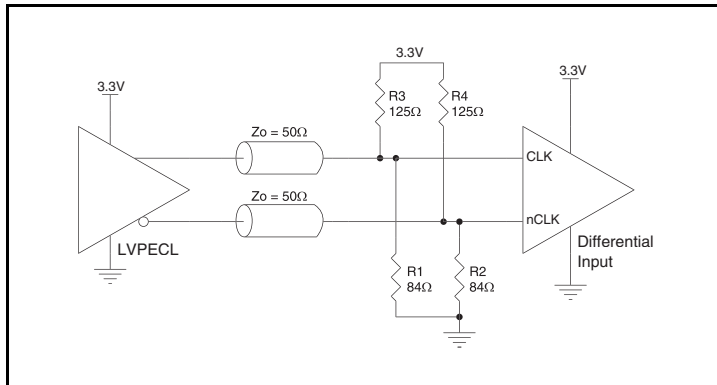 3.3V
3.3V
3.3V
R3
125Ω
R4
125Ω
Zo = 50Ω
CLK
Zo = 50Ω
nCLK
LVPECL
Differential
Input
R1
84Ω
R2
84Ω